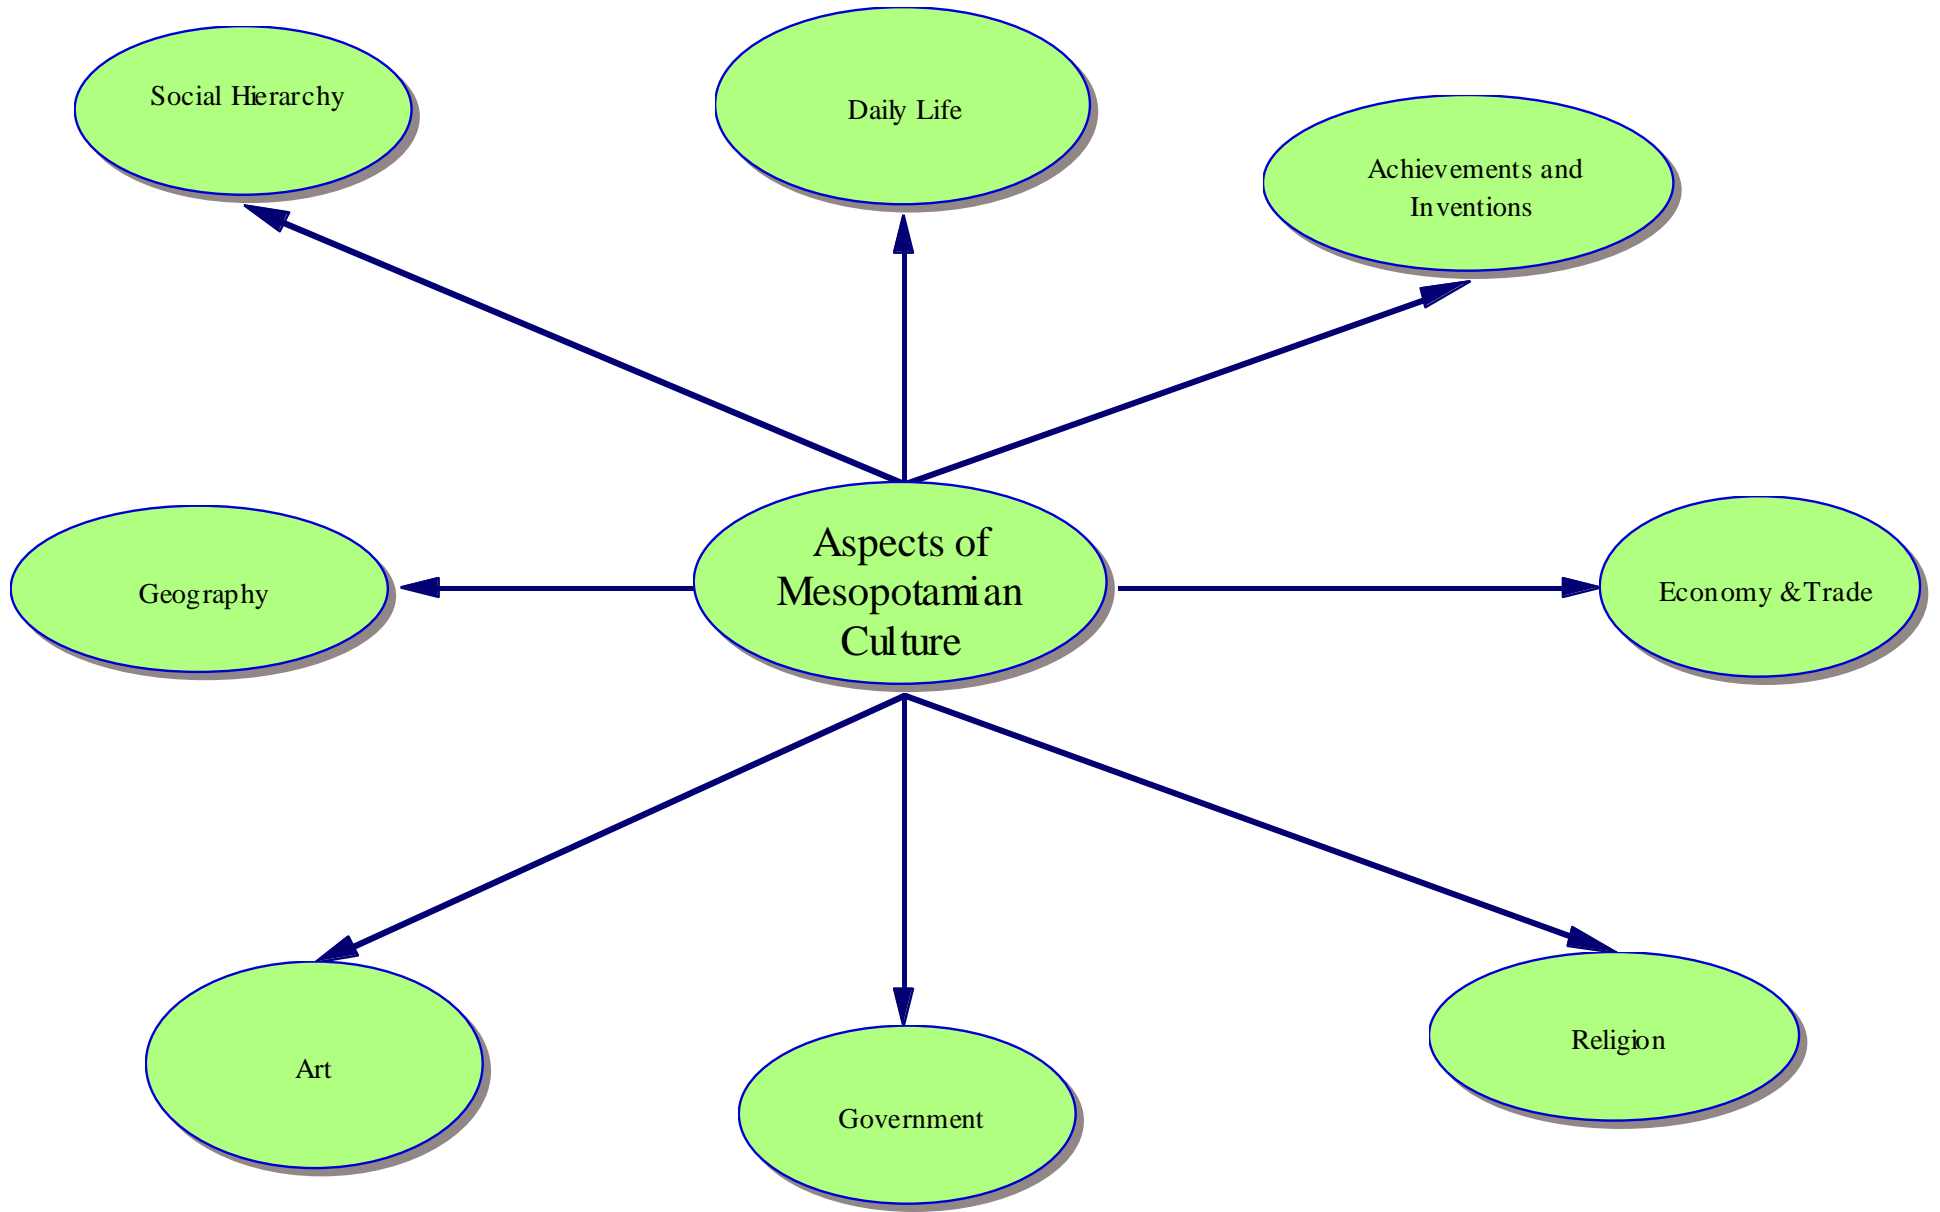 Social Hierarchy
Daily Life
Achievements and
Inventions
Geography
Aspects of
Mesopotamian
Culture
Economy & Trade
Art
Government
Religion